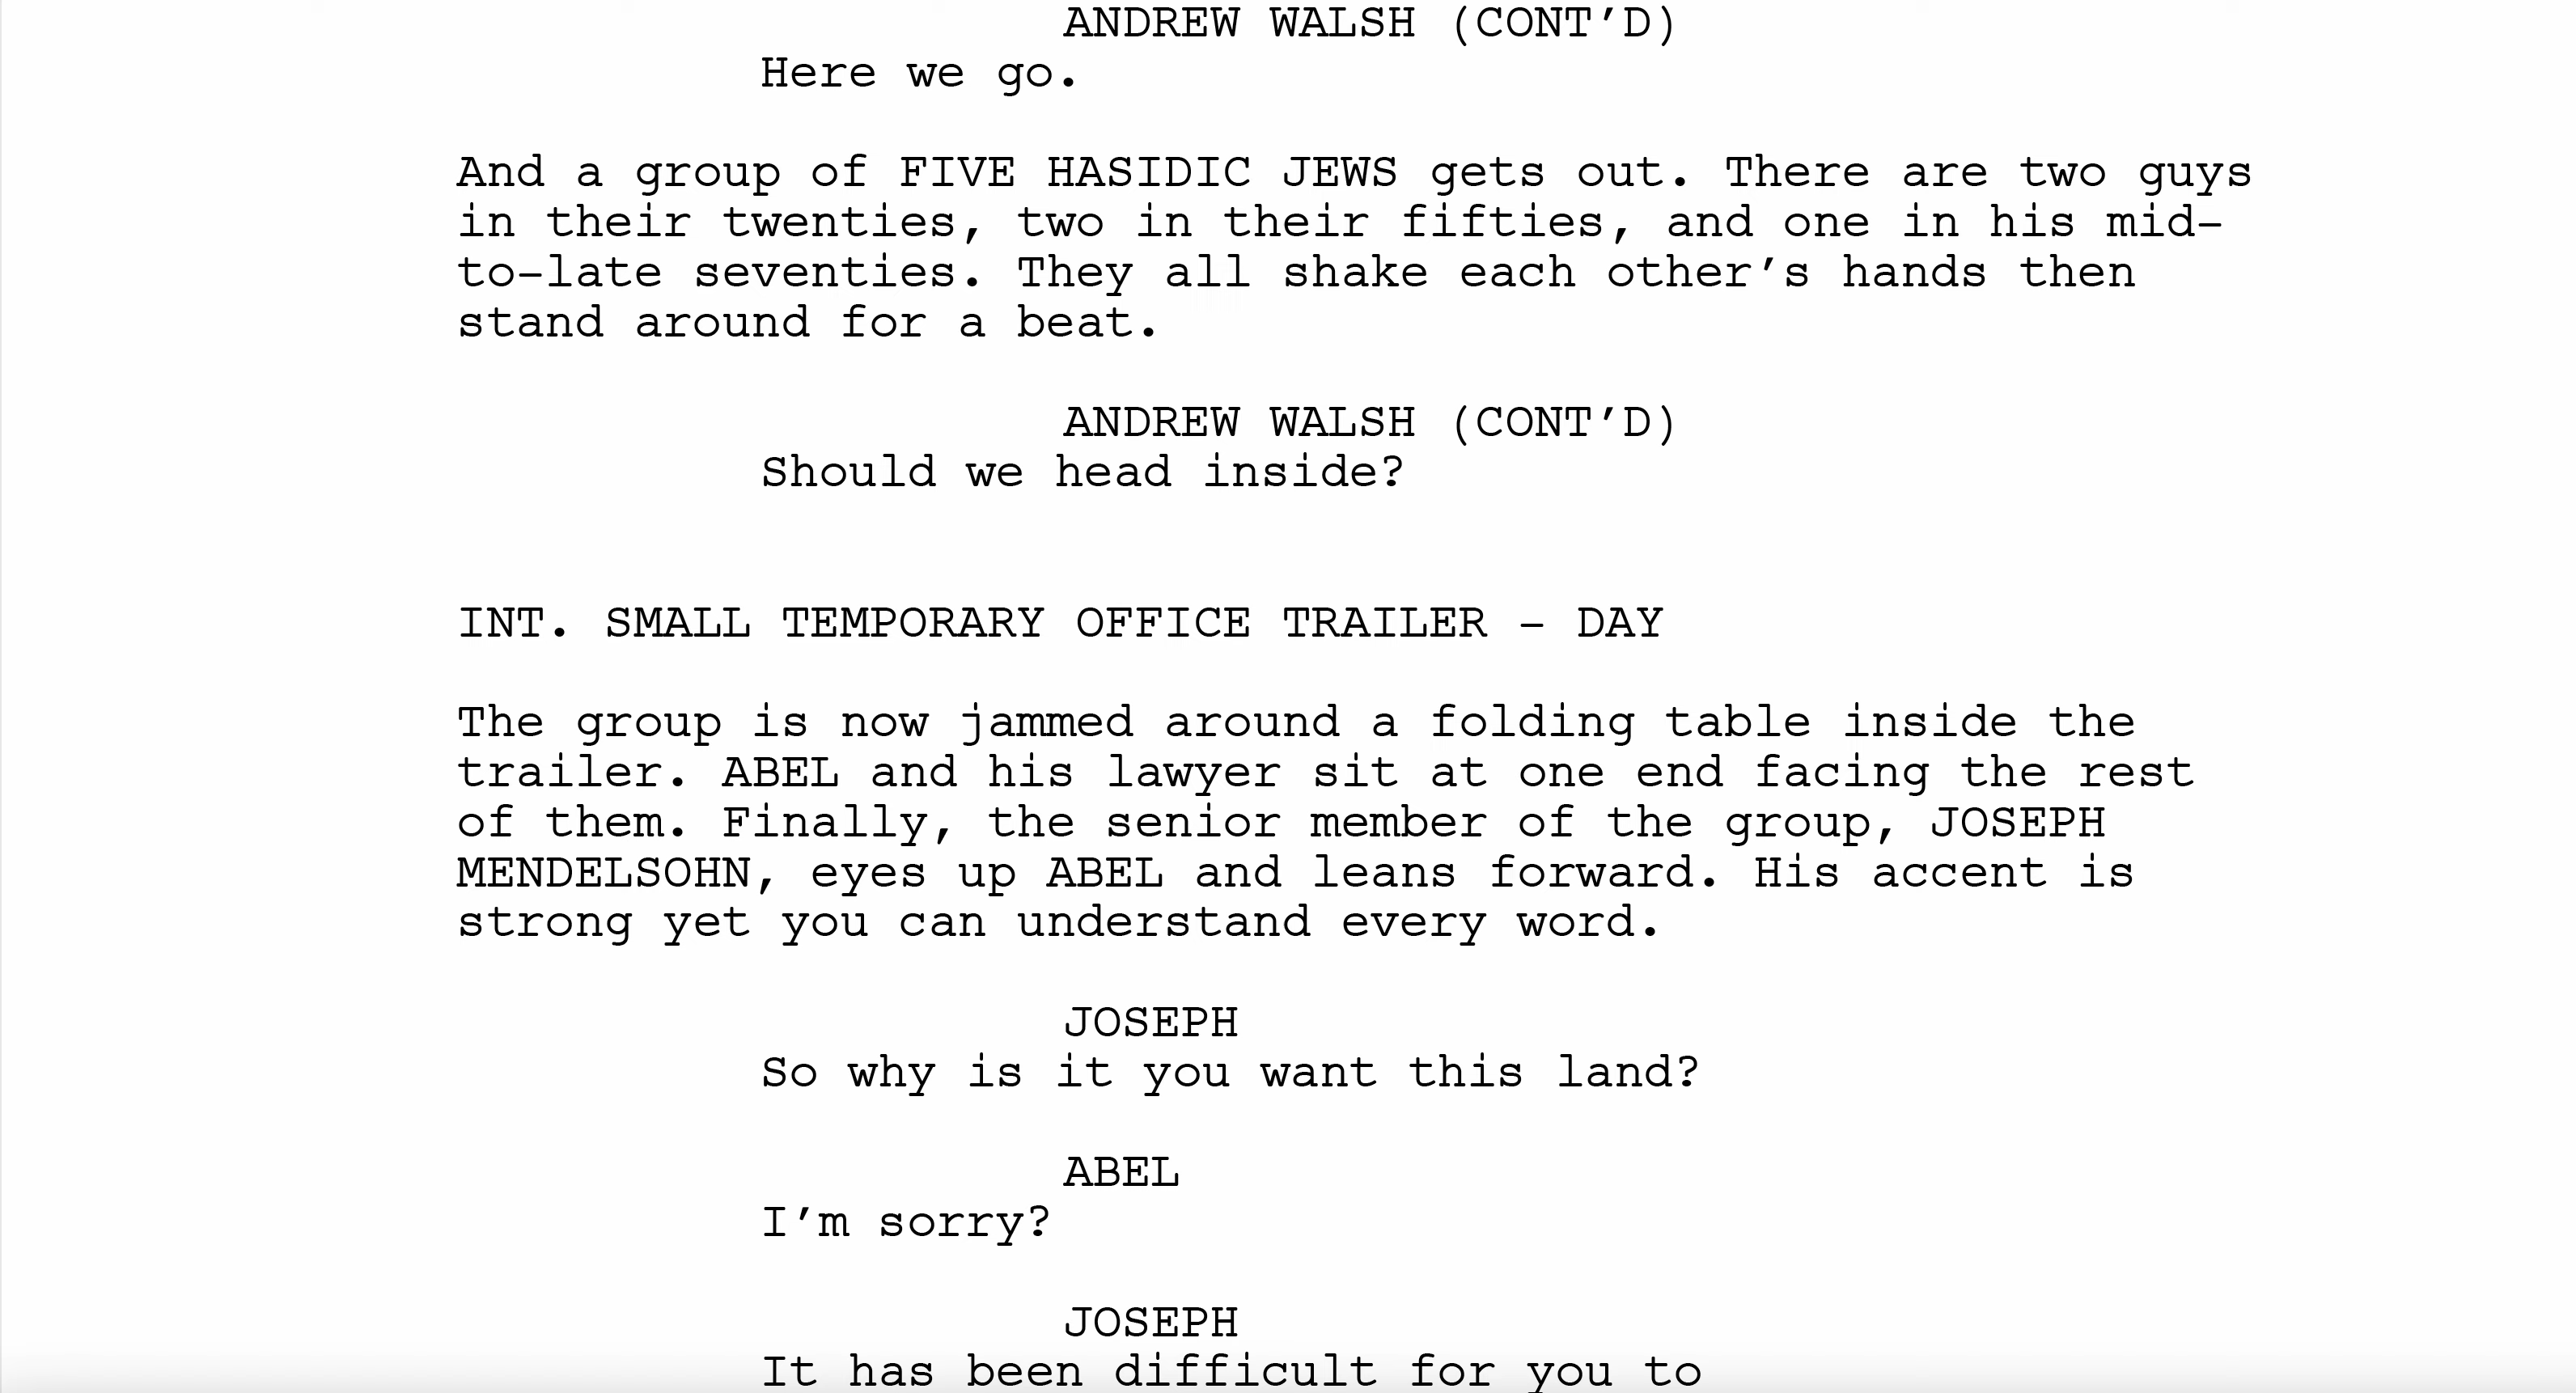 ANDREW WALSH (CONT’D)
Here we go.
And a group of FIVE HASIDIC JEWS gets out. There are two guys
in their twenties, two in their fifties, and one in his mid-
to-late seventies. They all shake each other’s hands then
stand around for a beat.
ANDREW WALSH (CONT’D)
Should we head inside?
INT. SMALL TEMPORARY OFFICE TRAILER - DAY
The group is now jammed around a folding table inside the
trailer. ABEL and his lawyer sit at one end facing the rest
of them. Finally, the senior member of the group, JOSEPH
MENDELSOHN, eyes up ABEL and leans forward. His accent is
strong yet you can understand every word.
JOSEPH
So why is it you want this land?
ABEL
I’m sorry?
JOSEPH
It has been difficult for you to